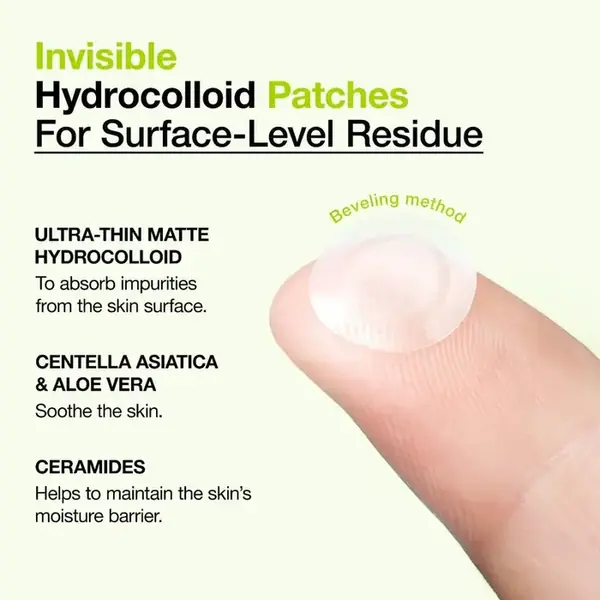 Invisible
Hydrocolloid Patches
For Surface-Level Residue
Beveling method
ULTRA-THIN MATTE
HYDROCOLLOID
To absorb impurities
from the skin surface.
CENTELLA ASIATICA
& ALOE VERA
Soothe the skin.
CERAMIDES
Helps to maintain the skin's
moisture barrier.